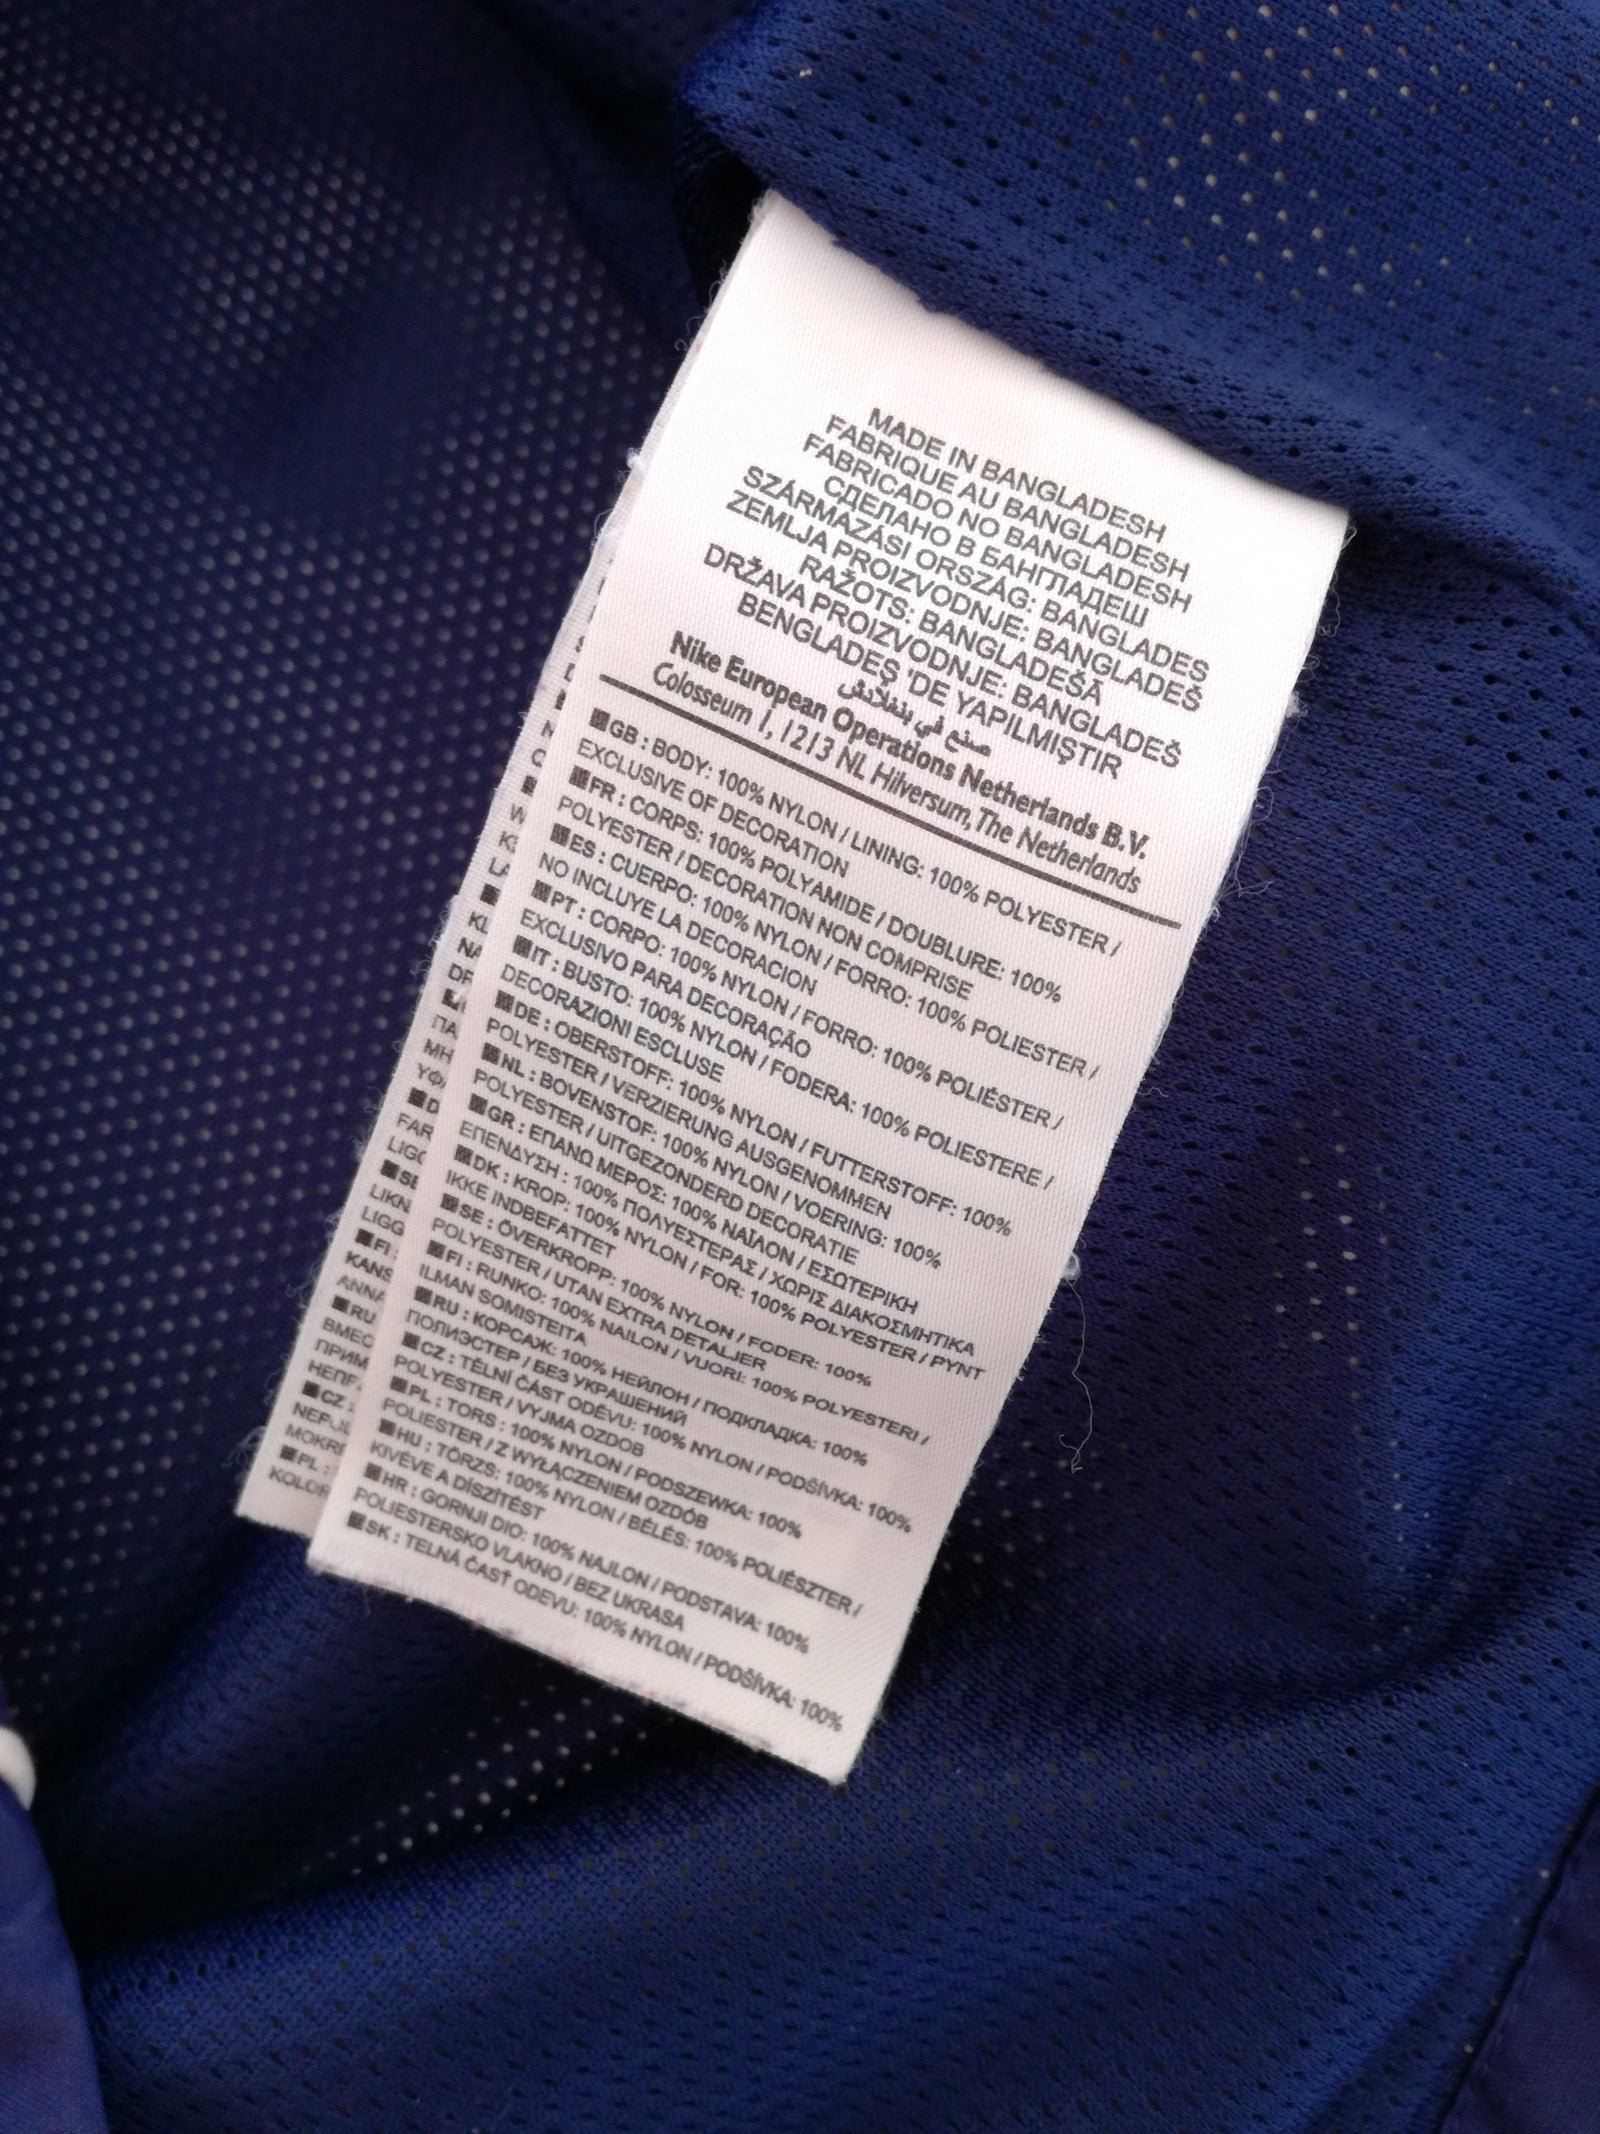 MADE IN BANGLADESH
FABRIQUE AU BANGLADESH
FABRICADO NO BANGLADESH
СДЕЛАНО В БАНГЛАДЕШ
SZÁRMAZÁSI ORSZÁG: BANGLADES
ZEMLJA PROIZVODNJE: BANGLADEŠ
RAŽOTS: BANGLADEŠĀ
DRŽAVA PROIZVODNJE: BANGLADEŠ
BENGLADEŞ 'DE YAPILMIŞTIR
صنع في بنغلادش
Nike European Operations Netherlands B.V.
Colosseum 1, 1213 NL Hilversum, The Netherlands
■GB : BODY: 100% NYLON / LINING: 100% POLYESTER /
EXCLUSIVE OF DECORATION
■FR : CORPS: 100% POLYAMIDE / DOUBLURE: 100%
POLYESTER / DECORATION NON COMPRISE
■ES : CUERPO: 100% NYLON / FORRO: 100% POLIESTER /
NO INCLUYE LA DECORACION
■PT : CORPO: 100% NYLON / FORRO: 100% POLIÉSTER /
EXCLUSIVO PARA DECORAÇÃO
■IT : BUSTO: 100% NYLON / FODERA: 100% POLIESTERE /
DECORAZIONI ESCLUSE
■DE : OBERSTOFF: 100% NYLON / FUTTERSTOFF: 100%
POLYESTER / VERZIERUNG AUSGENOMMEN
■NL : BOVENSTOF: 100% NYLON / VOERING: 100%
POLYESTER / UITGEZONDERD DECORATIE
■GR : ΕΠΑΝΩ ΜΕΡΟΣ: 100% ΝΑΪΛΟΝ / ΕΣΩΤΕΡΙΚΗ
ΕΠΕΝΔΥΣΗ : 100% ΠΟΛΥΕΣΤΕΡΑΣ / ΧΩΡΙΣ ΔΙΑΚΟΣΜΗΤΙΚΑ
■DK : KROP: 100% NYLON / FOR: 100% POLYESTER / PYNT
IKKE INDBEFATTET
■SE : ÖVERKROPP: 100% NYLON / FODER: 100%
POLYESTER / UTAN EXTRA DETALJER
■FI : RUNKO: 100% NAILON / VUORI: 100% POLYESTERI /
ILMAN SOMISTEITA
■RU : КОРСАЖ: 100% НЕЙЛОН / ПОДКЛАДКА: 100%
ПОЛИЭСТЕР / БЕЗ УКРАШЕНИЙ
■CZ : TĚLNÍ ČÁST ODĚVU: 100% NYLON / PODŠÍVKA: 100%
POLYESTER / VYJMA OZDOB
■PL : TORS : 100% NYLON / PODSZEWKA: 100%
POLIESTER / Z WYŁĄCZENIEM OZDÓB
■HU : TÖRZS: 100% NYLON / BÉLÉS: 100% POLIÉSZTER /
KIVÉVE A DÍSZÍTÉST
■HR : GORNJI DIO: 100% NAJLON / PODSTAVA: 100%
POLIESTERSKO VLAKNO / BEZ UKRASA
■SK : TELNÁ ČASŤ ODEVU: 100% NYLON / PODŠÍVKA: 100%